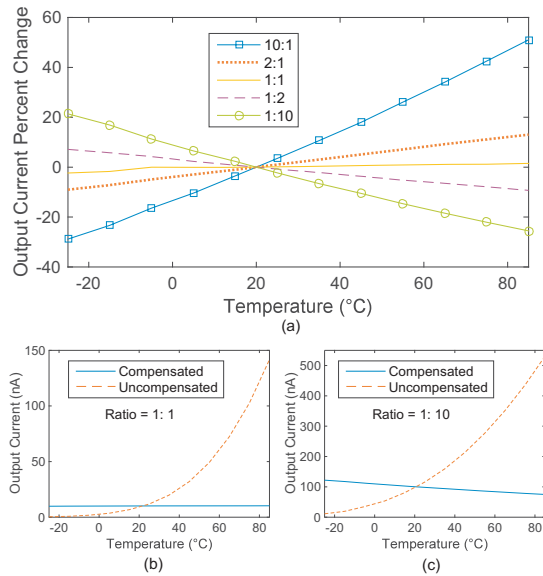 60
40
20
0
-20
-40
Output Current Percent Change
10:1
2:1
1:1
1:2
1:10
-20 0 20 40 60 80
Temperature (°C)
(a)
150
100
50
0
Output Current (nA)
Compensated
Uncompensated
Ratio = 1: 1
-20 0 20 40 60 80
Temperature (°C)
(b)
500
400
300
200
100
0
Output Current (nA)
Compensated
Uncompensated
Ratio = 1: 10
-20 0 20 40 60 80
Temperature (°C)
(c)